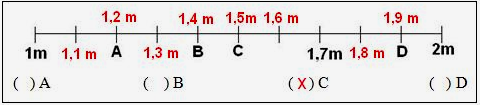 1,2 m 1,4 m 1,5m 1,6 m 1,9 m
1m 1,1 m A 1,3 m B C 1,7m 1,8 m D 2m
( ) A ( ) B (X) C ( ) D